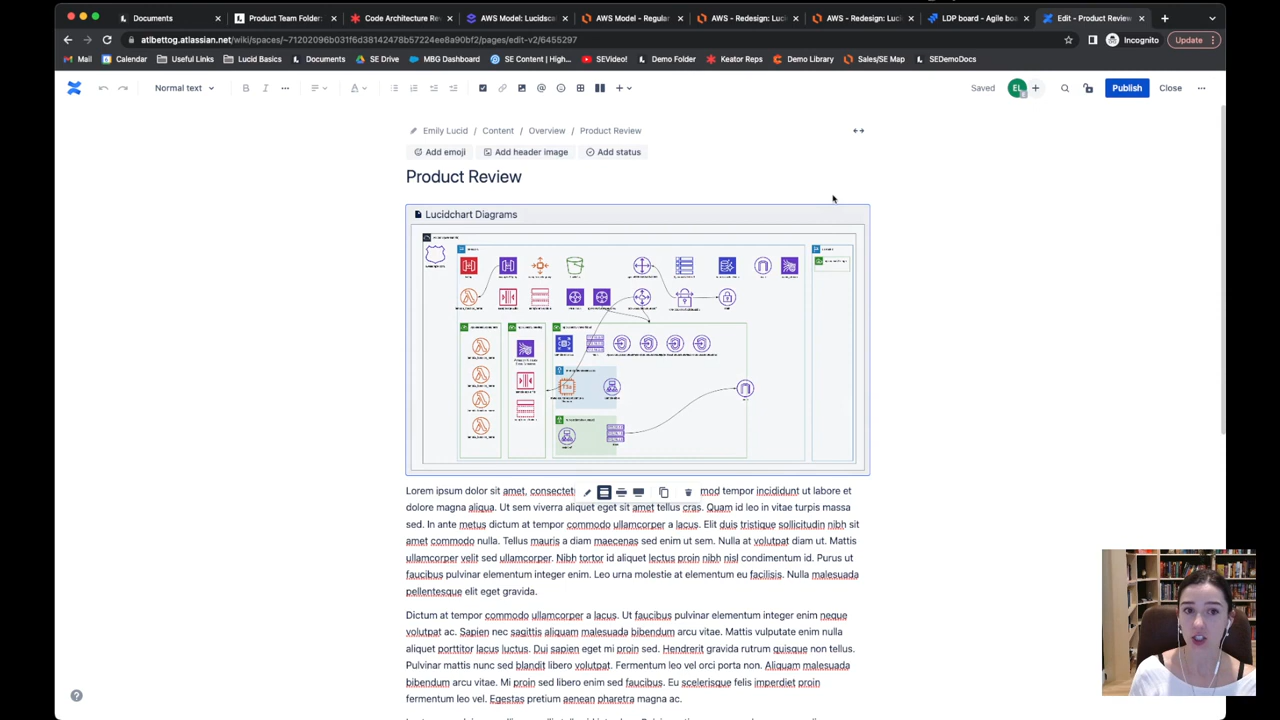 Documents
Product Team Folder:
Code Architecture Re
AWS Model: Lucidsca
AWS Model - Regular
AWS - Redesign: Luci
AWS - Redesign: Luci
LDP board - Agile boa
Edit - Product Review
atlbettog.atlassian.net/wiki/spaces/~71202096b031f6d38142478b57224ee8a90bf2/pages/edit-v2/6455297
Incognito
Update
Mail
Calendar
Useful Links
Lucid Basics
Documents
SE Drive
MBG Dashboard
SE Content | High...
SEVideo!
Demo Folder
Keator Reps
Demo Library
Sales/SE Map
SEDemoDocs
Normal text
Saved
EL
Publish
Close
Emily Lucid / Content / Overview / Product Review
Add emoji
Add header image
Add status
Product Review
Lucidchart Diagrams
Lorem ipsum dolor sit amet, consectet mod tempor incididunt ut labore et
dolore magna aliqua. Ut sem viverra aliquet eget sit amet tellus cras. Quam id leo in vitae turpis massa
sed. In ante metus dictum at tempor commodo ullamcorper a lacus. Elit duis tristique sollicitudin nibh sit
amet commodo nulla. Tellus mauris a diam maecenas sed enim ut sem. Nulla at volutpat diam ut. Mattis
ullamcorper velit sed ullamcorper. Nibh tortor id aliquet lectus proin nibh nisl condimentum id. Purus ut
faucibus pulvinar elementum integer enim. Leo urna molestie at elementum eu facilisis. Nulla malesuada
pellentesque elit eget gravida.
Dictum at tempor commodo ullamcorper a lacus. Ut faucibus pulvinar elementum integer enim neque
volutpat ac. Sapien nec sagittis aliquam malesuada bibendum arcu vitae. Mattis vulputate enim nulla
aliquet porttitor lacus luctus. Dui sapien eget mi proin sed. Hendrerit gravida rutrum quisque non tellus.
Pulvinar mattis nunc sed blandit libero volutpat. Fermentum leo vel orci porta non. Aliquam malesuada
bibendum arcu vitae. Mi proin sed libero enim sed faucibus. Eu scelerisque felis imperdiet proin
fermentum leo vel. Egestas pretium aenean pharetra magna ac.